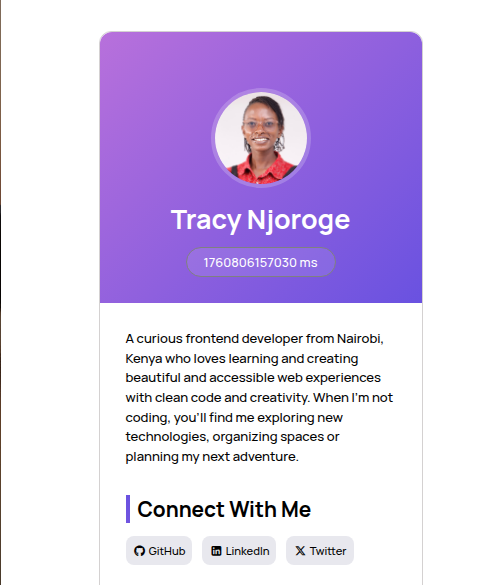 Tracy Njoroge
1760806157030 ms
A curious frontend developer from Nairobi,
Kenya who loves learning and creating
beautiful and accessible web experiences
with clean code and creativity. When I'm not
coding, you'll find me exploring new
technologies, organizing spaces or
planning my next adventure.
Connect With Me
GitHub LinkedIn Twitter